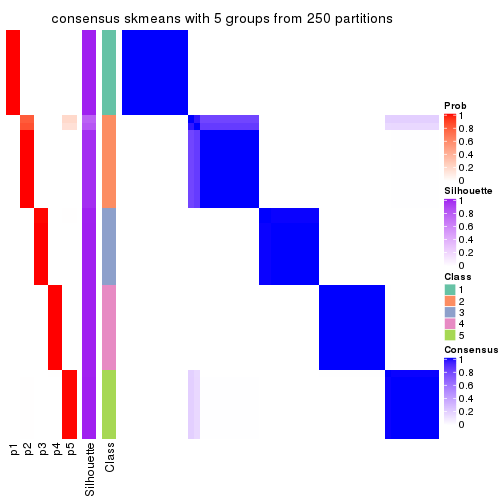 consensus skmeans with 5 groups from 250 partitions
Prob
1
0.8
0.6
0.4
0.2
0
Silhouette
1
0.8
0.6
0.4
0.2
0
Class
1
2
3
4
5
Consensus
1
0.8
0.6
0.4
0.2
0
p1
p2
p3
p4
p5
Silhouette
Class